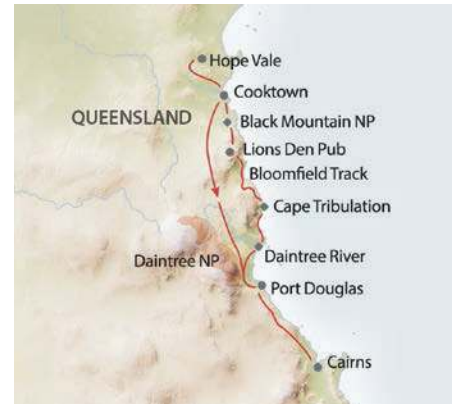 Hope Vale
Cooktown
QUEENSLAND
Black Mountain NP
Lions Den Pub
Bloomfield Track
Cape Tribulation
Daintree River
Daintree NP
Port Douglas
Cairns